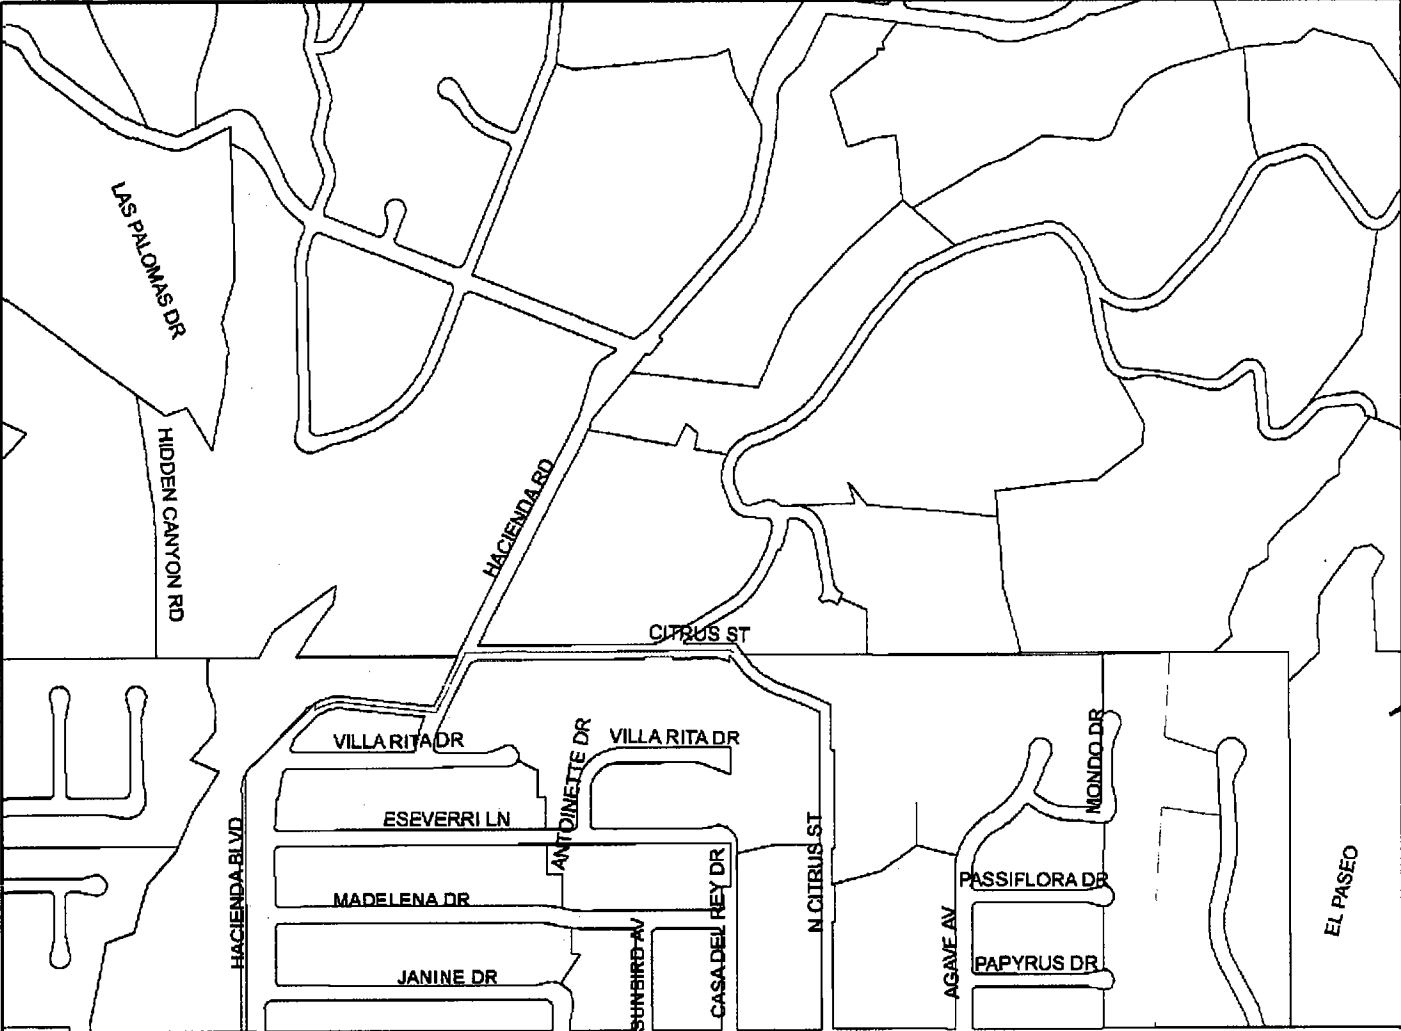 LAS PALOMAS DR
HIDDEN CANYON RD
HACIENDA RD
CITRUS ST
VILLA RITA DR
ANTOINETTE DR
VILLA RITA DR
MONDO DR
ESEVERRI LN
HACIENDA BLVD
N CITRUS ST
EL PASEO
PASSIFLORA DR
MADELENA DR
CASA DEL REY DR
SUNBIRD AV
AGAVE AV
PAPYRUS DR
JANINE DR